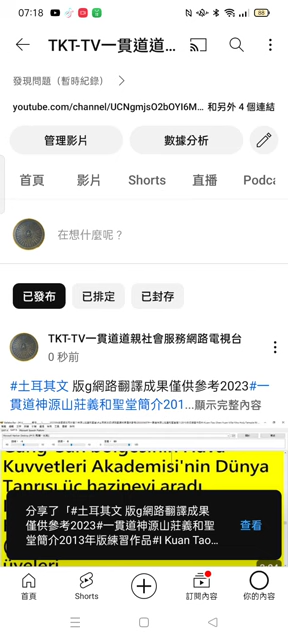 07:18
88
TKT-TV一貫道道...
發現問題（暫時紀錄）
youtube.com/channel/UCNgmjsO2bOYI6M... 和另外 4 個連結
管理影片
數據分析
首頁
影片
Shorts
直播
Podca
在想什麼呢？
已發布
已排定
已封存
TKT-TV一貫道道親社會服務網路電視台
0 秒前
#土耳其文 版g網路翻譯成果僅供參考2023#一
貫道神源山莊義和聖堂簡介201...顯示完整內容
Kuvvetleri Akademisi'nin Dünya
Tanrısı üç hazineyi aradı
分享了「#土耳其文 版g網路翻譯成果
僅供參考2023#一貫道神源山莊義和聖
堂簡介2013年版練習作品#I Kuan Tao...
查看
üyeleri
首頁
Shorts
訂閱內容
你的內容